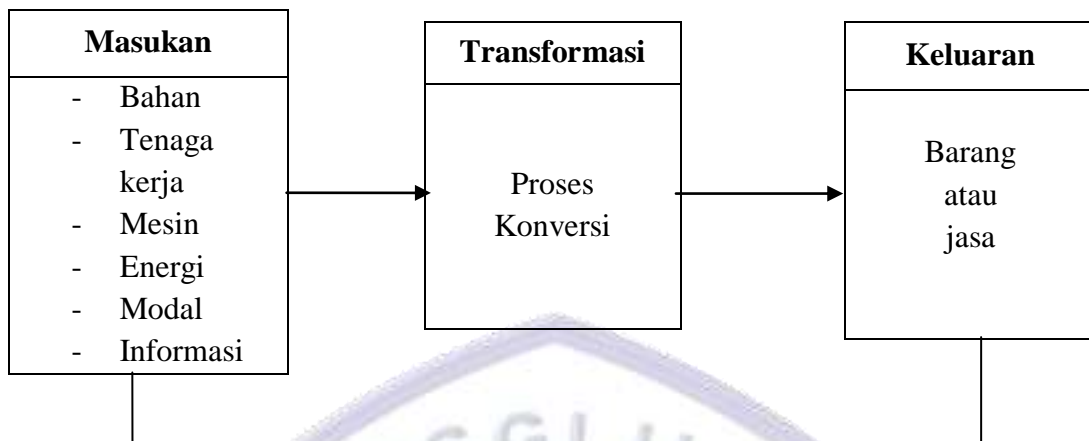 Masukan
- Bahan
- Tenaga
kerja
- Mesin
- Energi
- Modal
- Informasi
Transformasi
Proses
Konversi
Keluaran
Barang
atau
jasa